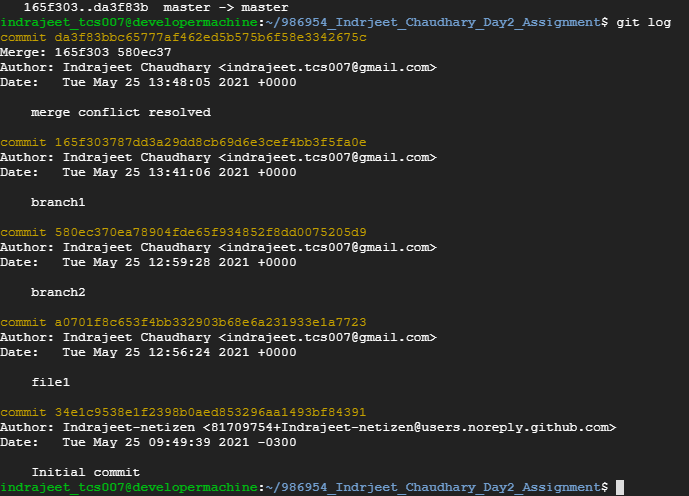 165f303..da3f83b  master -> master
indrajeet_tcs007@developermachine:~/986954_Indrjeet_Chaudhary_Day2_Assignment$ git log
commit da3f83bbc65777af462ed5b575b6f58e3342675c
Merge: 165f303 580ec37
Author: Indrajeet Chaudhary <indrajeet.tcs007@gmail.com>
Date:   Tue May 25 13:48:05 2021 +0000
    merge conflict resolved
commit 165f303787dd3a29dd8cb69d6e3cef4bb3f5fa0e
Author: Indrajeet Chaudhary <indrajeet.tcs007@gmail.com>
Date:   Tue May 25 13:41:06 2021 +0000
    branch1
commit 580ec370ea78904fde65f934852f8dd0075205d9
Author: Indrajeet Chaudhary <indrajeet.tcs007@gmail.com>
Date:   Tue May 25 12:59:28 2021 +0000
    branch2
commit a0701f8c653f4bb332903b68e6a231933e1a7723
Author: Indrajeet Chaudhary <indrajeet.tcs007@gmail.com>
Date:   Tue May 25 12:56:24 2021 +0000
    file1
commit 34e1c9538e1f2398b0aed853296aa1493bf84391
Author: Indrajeet-netizen <81709754+Indrajeet-netizen@users.noreply.github.com>
Date:   Tue May 25 09:49:39 2021 -0300
    Initial commit
indrajeet_tcs007@developermachine:~/986954_Indrjeet_Chaudhary_Day2_Assignment$